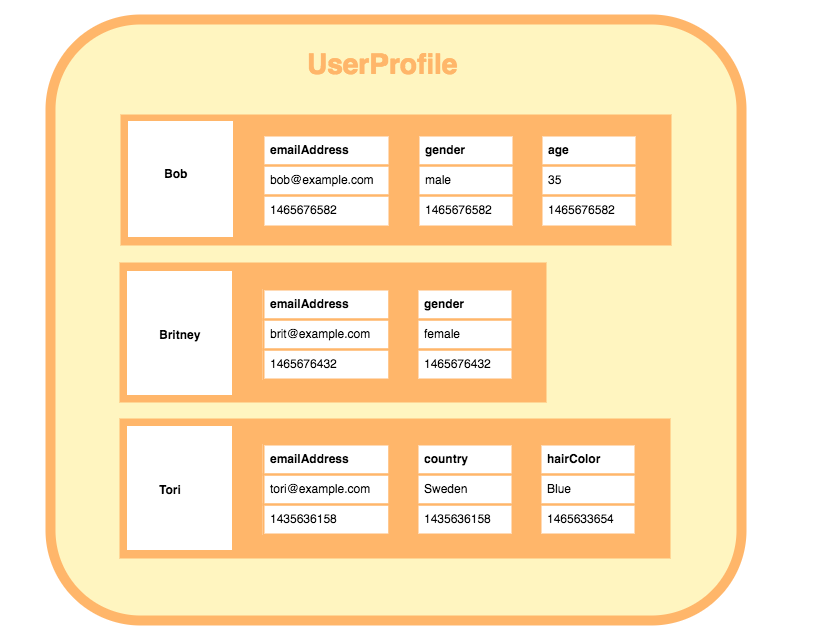 UserProfile
Bob
emailAddress gender age
bob@example.com male 35
1465676582 1465676582 1465676582
Britney
emailAddress gender
brit@example.com female
1465676432 1465676432
Tori
emailAddress country hairColor
tori@example.com Sweden Blue
1435636158 1435636158 1465633654